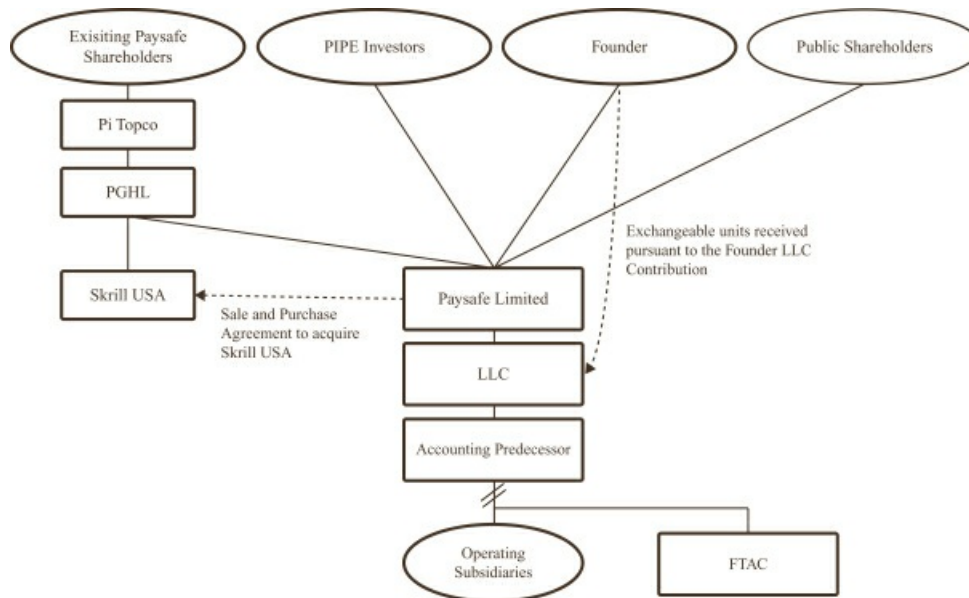 Exisiting Paysafe
Shareholders
PIPE Investors
Founder
Public Shareholders
Pi Topco
PGHL
Exchangeable units received
pursuant to the Founder LLC
Contribution
Skrill USA
Paysafe Limited
Sale and Purchase
Agreement to acquire
Skrill USA
LLC
Accounting Predecessor
Operating
Subsidiaries
FTAC